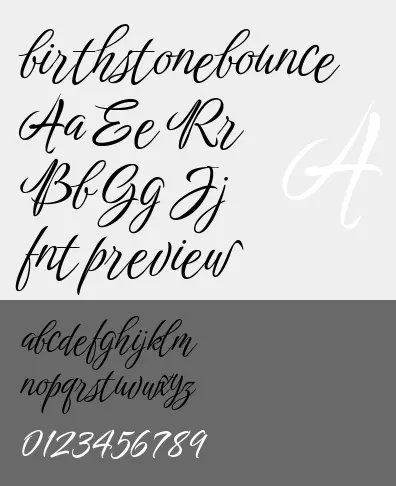 birthstonebounce
Aa Ee Rr
A
Bb Gg Jj
fnt preview
abcdefghijklm
nopqrstuvwxyz
0123456789